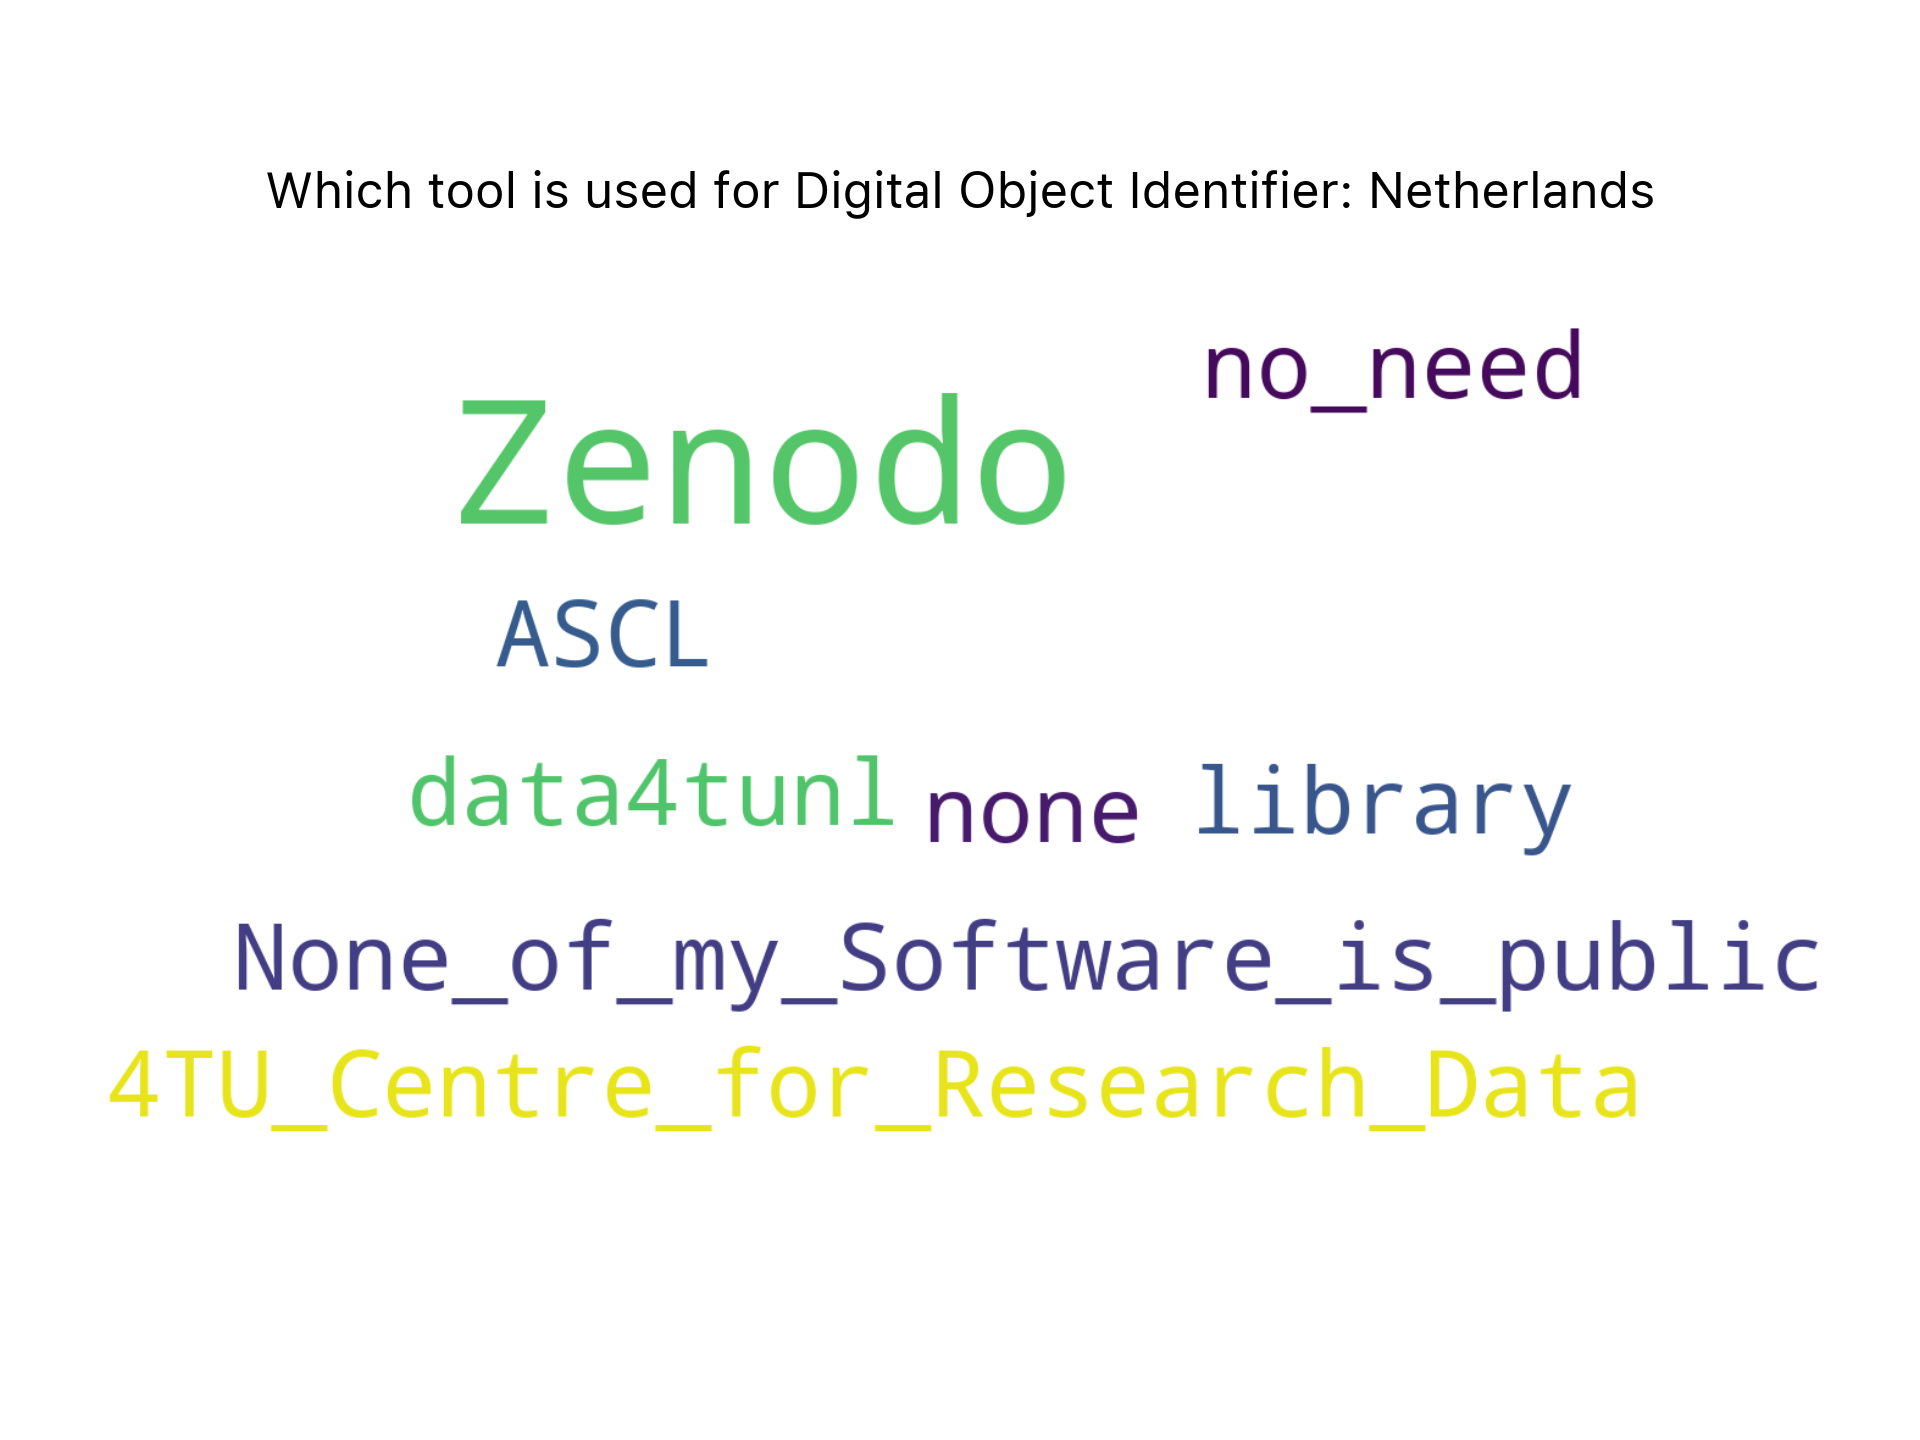 Which tool is used for Digital Object Identifier: Netherlands
no_need
Zenodo
ASCL
data4tunl none library
None_of_my_Software_is_public
4TU_Centre_for_Research_Data